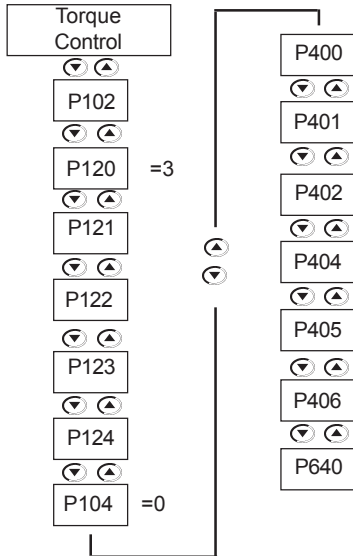 Torque
Control
P102
P120 =3
P121
P122
P123
P124
P104 =0
P400
P401
P402
P404
P405
P406
P640